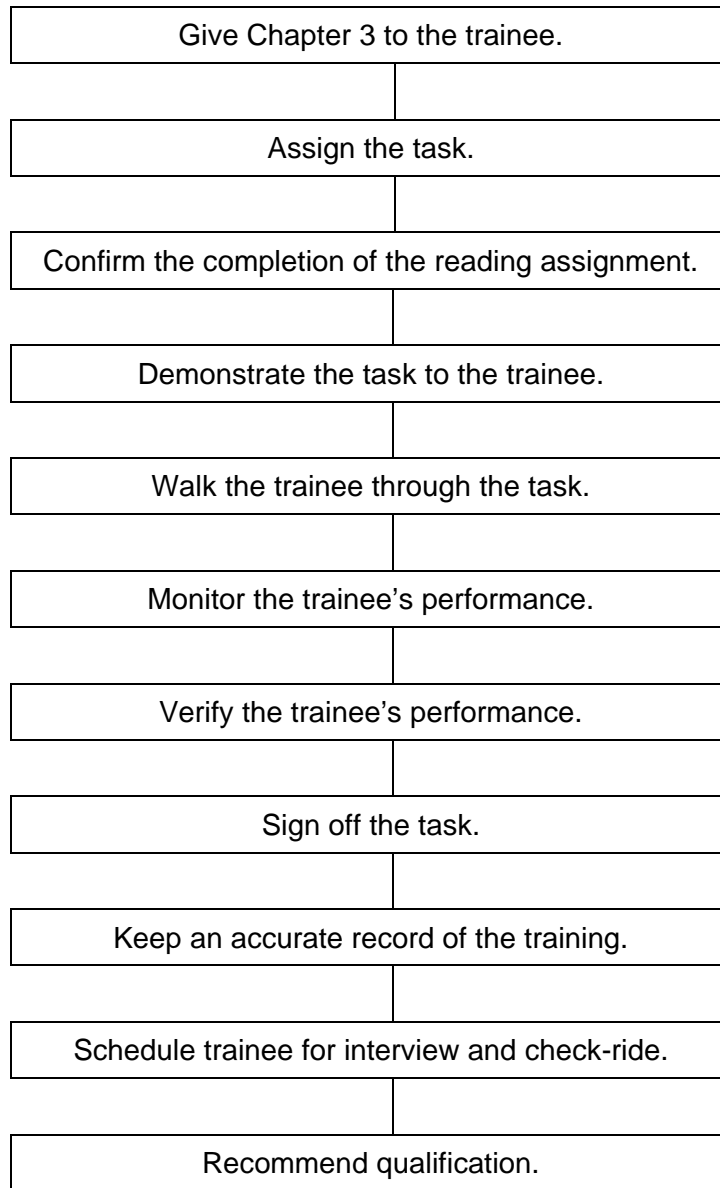 Give Chapter 3 to the trainee.
Assign the task.
Confirm the completion of the reading assignment.
Demonstrate the task to the trainee.
Walk the trainee through the task.
Monitor the trainee’s performance.
Verify the trainee’s performance.
Sign off the task.
Keep an accurate record of the training.
Schedule trainee for interview and check-ride.
Recommend qualification.